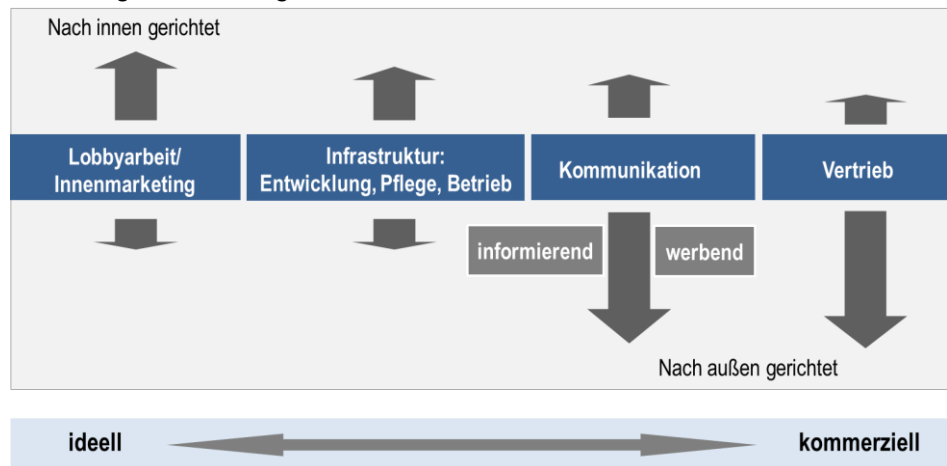 Nach innen gerichtet
Lobbyarbeit/
Innenmarketing
Infrastruktur:
Entwicklung, Pflege, Betrieb
Kommunikation
Vertrieb
informierend
werbend
Nach außen gerichtet
ideell
kommerziell